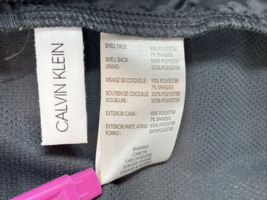 CALVIN KLEIN
SHELL FACE: 93% POLYESTER
7% SPANDEX
SHELL BACK: 100% POLYESTER
LINING: 100% POLYESTER
VISAGE DE COQUILLE: 93% POLYESTER
7% SPANDEX
SOUTIEN DE COQUILLE: 100% POLYESTER
DOUBLURE: 100% POLYESTER
EXTERIOR CARA: 93% POLYESTER
7% SPANDEX
EXTERIOR PARTE ATRAS: 100% POLYESTER
FORRO: 100% POLYESTER